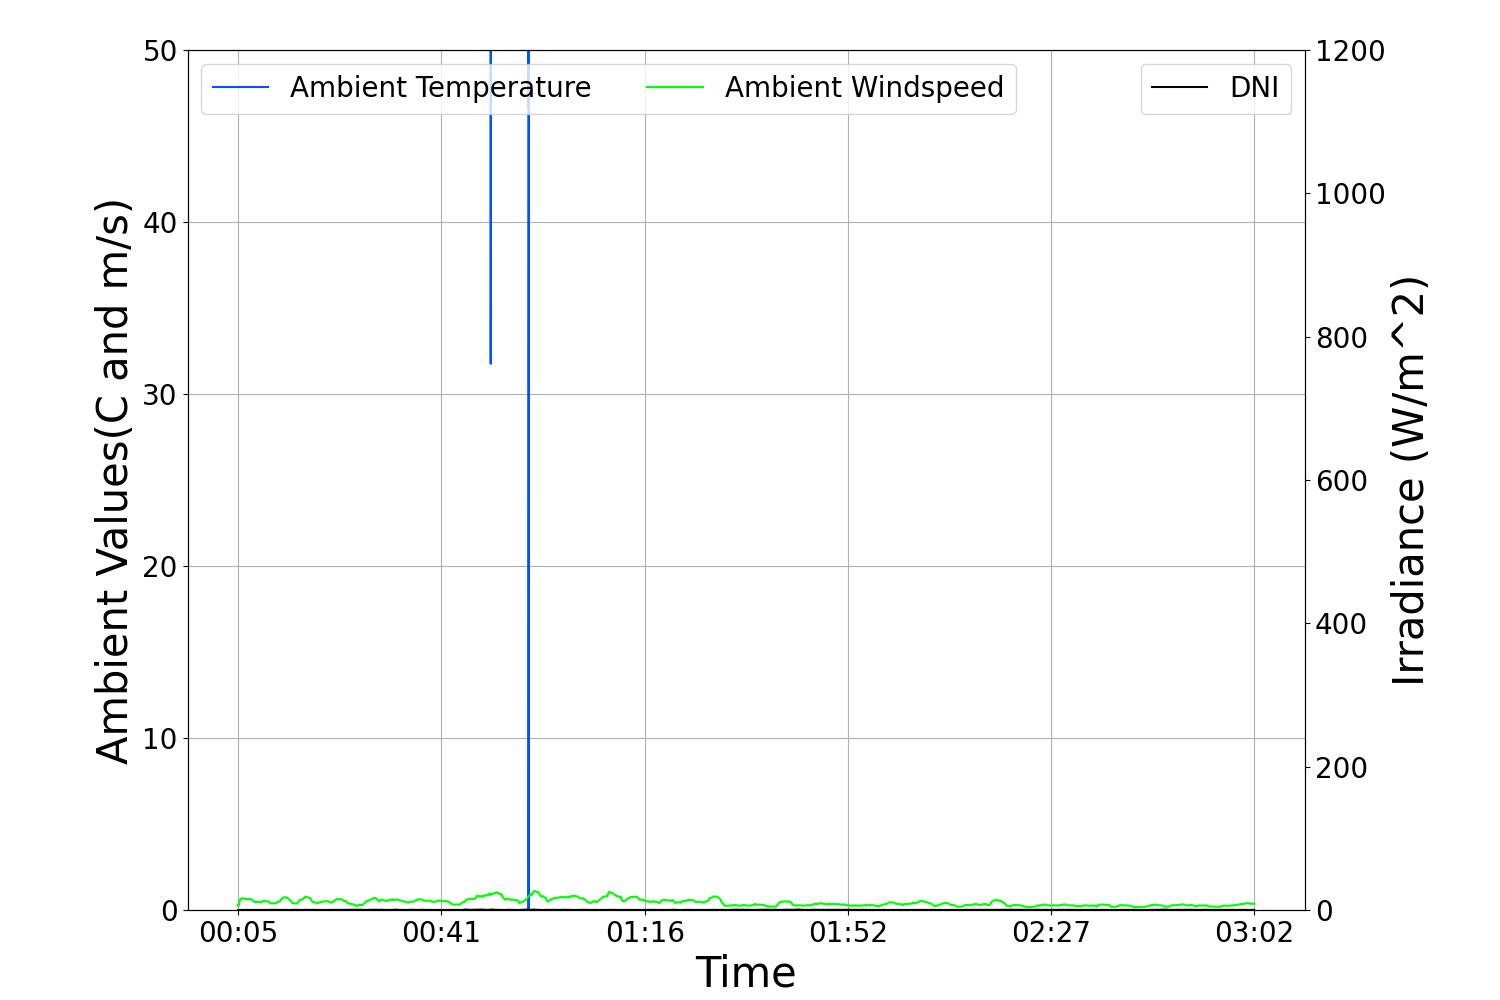 Ambient Temperature Ambient Windspeed DNI
Ambient Values(C and m/s)
50
40
30
20
10
0
1200
1000
800
600
400
200
0
Irradiance (W/m^2)
00:05 00:41 01:16 01:52 02:27 03:02
Time